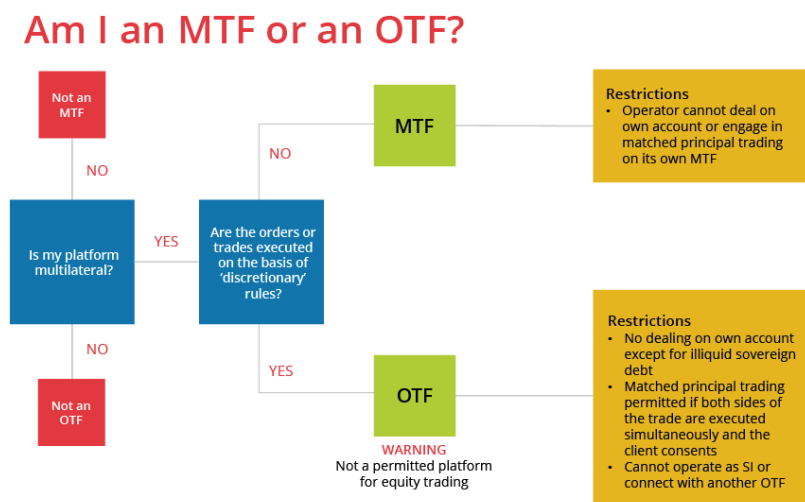 Am I an MTF or an OTF?
Not an
MTF
NO
Is my platform
multilateral?
NO
Not an
OTF
YES
Are the orders or
trades executed
on the basis of
‘discretionary’
rules?
NO
MTF
Restrictions
• Operator cannot deal on
own account or engage in
matched principal trading
on its own MTF
YES
OTF
WARNING
Not a permitted platform
for equity trading
Restrictions
• No dealing on own account
except for illiquid sovereign
debt
• Matched principal trading
permitted if both sides of
the trade are executed
simultaneously and the
client consents
• Cannot operate as SI or
connect with another OTF